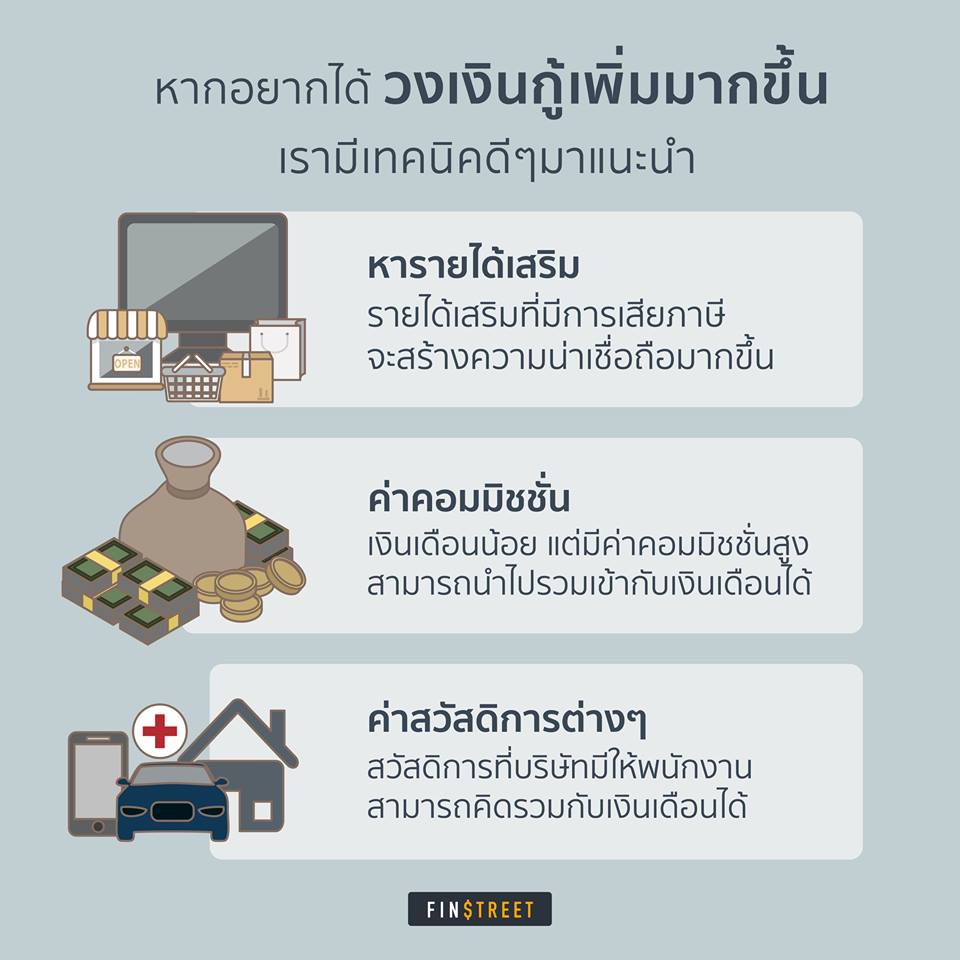 หากอยากได้ วงเงินกู้เพิ่มมากขึ้น
เรามีเทคนิคดีๆมาแนะนำ
หารายได้เสริม
รายได้เสริมที่มีการเสียภาษี
จะสร้างความน่าเชื่อถือมากขึ้น
OPEN
ค่าคอมมิชชั่น
เงินเดือนน้อย แต่มีค่าคอมมิชชั่นสูง
สามารถนำไปรวมเข้ากับเงินเดือนได้
ค่าสวัสดิการต่างๆ
สวัสดิการที่บริษัทมีให้พนักงาน
สามารถคิดรวมกับเงินเดือนได้
FIN$TREET